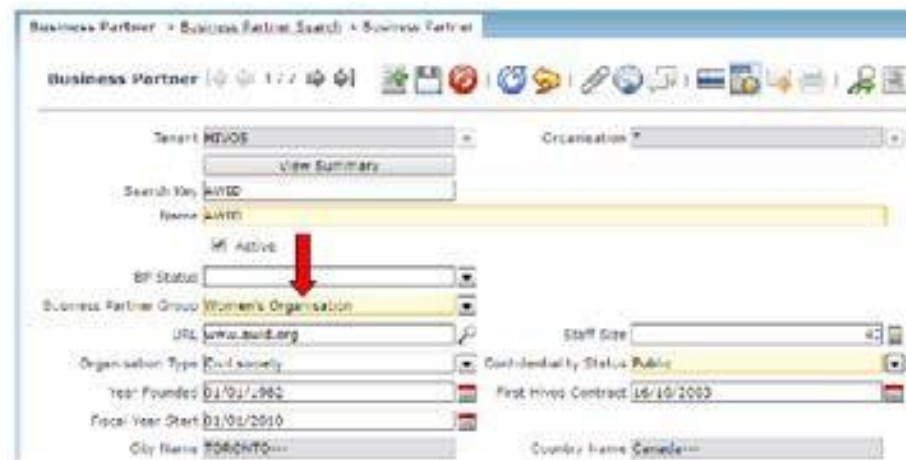 Business Partner > Business Partner Search > Business Partner
Business Partner 1 / 7
Tenant HIVOS Organisation *
View Summary
Search Key AWID
Name AWID
Active
BP Status
Business Partner Group Women's Organisation
URL www.awid.org Staff Size
Organisation Type Civil society Confidentiality Status Public
Year Founded 01/01/1982 First Hivos Contract 16/10/2003
Fiscal Year Start 01/01/2010
City Name TORONTO--- Country Name Canada---